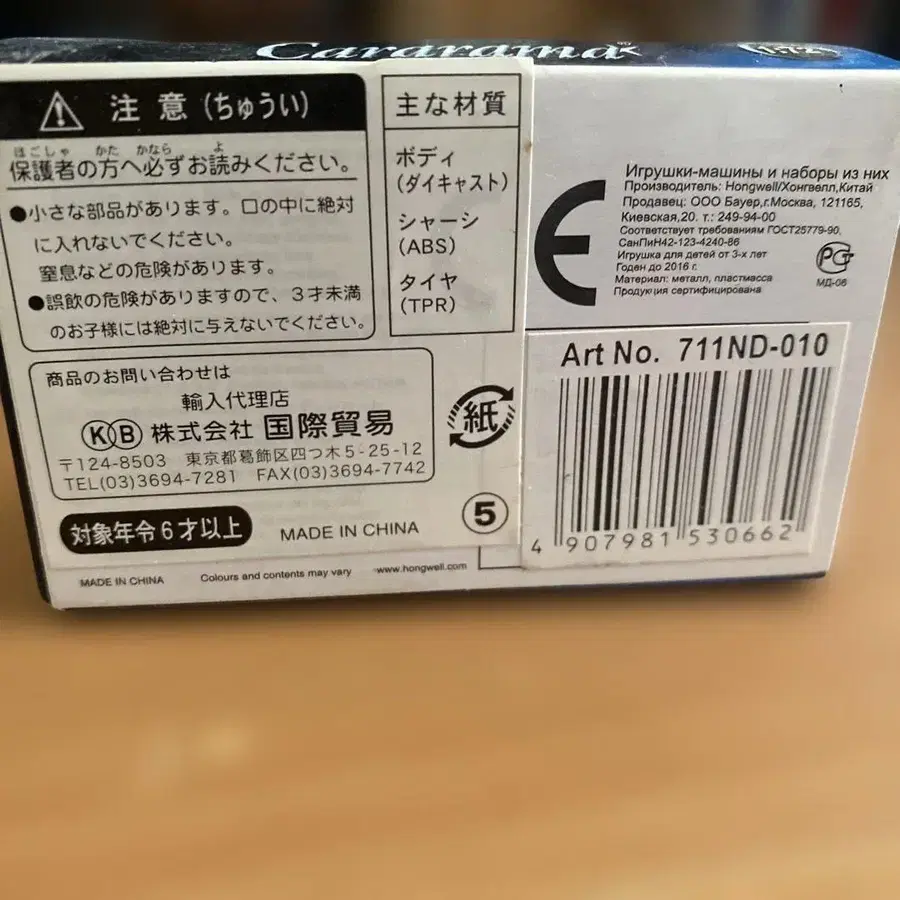 Cararama
1:72
注意（ちゅうい）
ほごしゃ かた かなら よ
保護者の方へ必ずお読みください。
●小さな部品があります。口の中に絶対
に入れないでください。
窒息などの危険があります。
●誤飲の危険がありますので、３才未満
のお子様には絶対に与えないでください。
主な材質
ボディ
（ダイキャスト）
シャーシ
（ABS）
タイヤ
（TPR）
CE
Игрушки-машины и наборы из них
Производитель: Hongwell/Хонгвелл,Китай
Продавец: ООО Бауер,г.Москва, 121165,
Киевская,20. т.: 249-94-00
Соответствует требованиям ГОСТ25779-90,
СанПиН42-123-4240-86
Игрушка для детей от 3-х лет
Годен до 2016 г.
Материал: металл, пластмасса
Продукция сертифицирована
РСТ
МД-06
商品のお問い合わせは
輸入代理店
KB 株式会社 国際貿易
〒124-8503 東京都葛飾区四つ木5-25-12
TEL(03)3694-7281 FAX(03)3694-7742
紙
対象年令６才以上
MADE IN CHINA
5
Art No. 711ND-010
4 907981 530662
MADE IN CHINA Colours and contents may vary www.hongwell.com